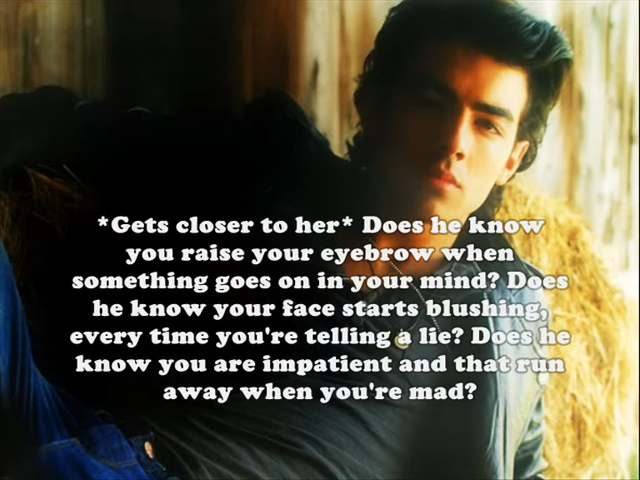 *Gets closer to her* Does he know
you raise your eyebrow when
something goes on in your mind? Does
he know your face starts blushing,
every time you're telling a lie? Does he
know you are impatient and that run
away when you're mad?